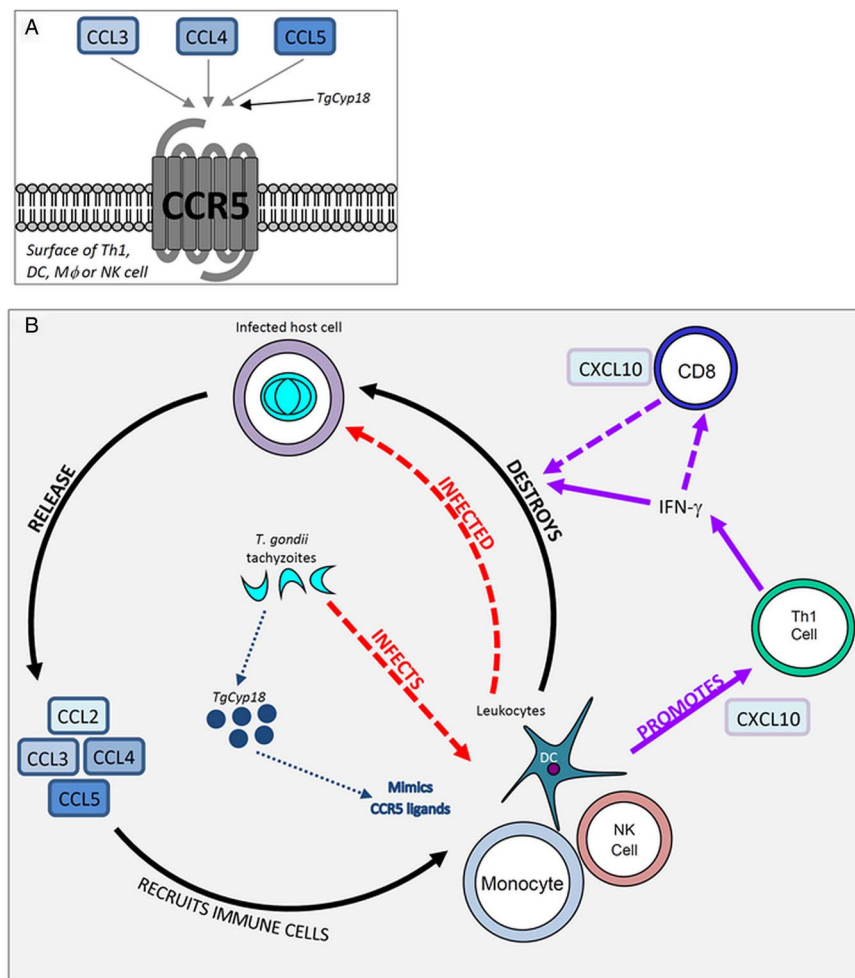 A
CCL3
CCL4
CCL5
TgCyp18
CCR5
Surface of Th1,
DC, Mϕ or NK cell
B
Infected host cell
CXCL10
CD8
RELEASE
INFECTED
DESTROYS
IFN-γ
T. gondii
tachyzoites
INFECTS
Th1
Cell
TgCyp18
Leukocytes
PROMOTES
CXCL10
CCL2
CCL3
CCL4
CCL5
DC
Mimics
CCR5 ligands
NK
Cell
Monocyte
RECRUITS IMMUNE CELLS